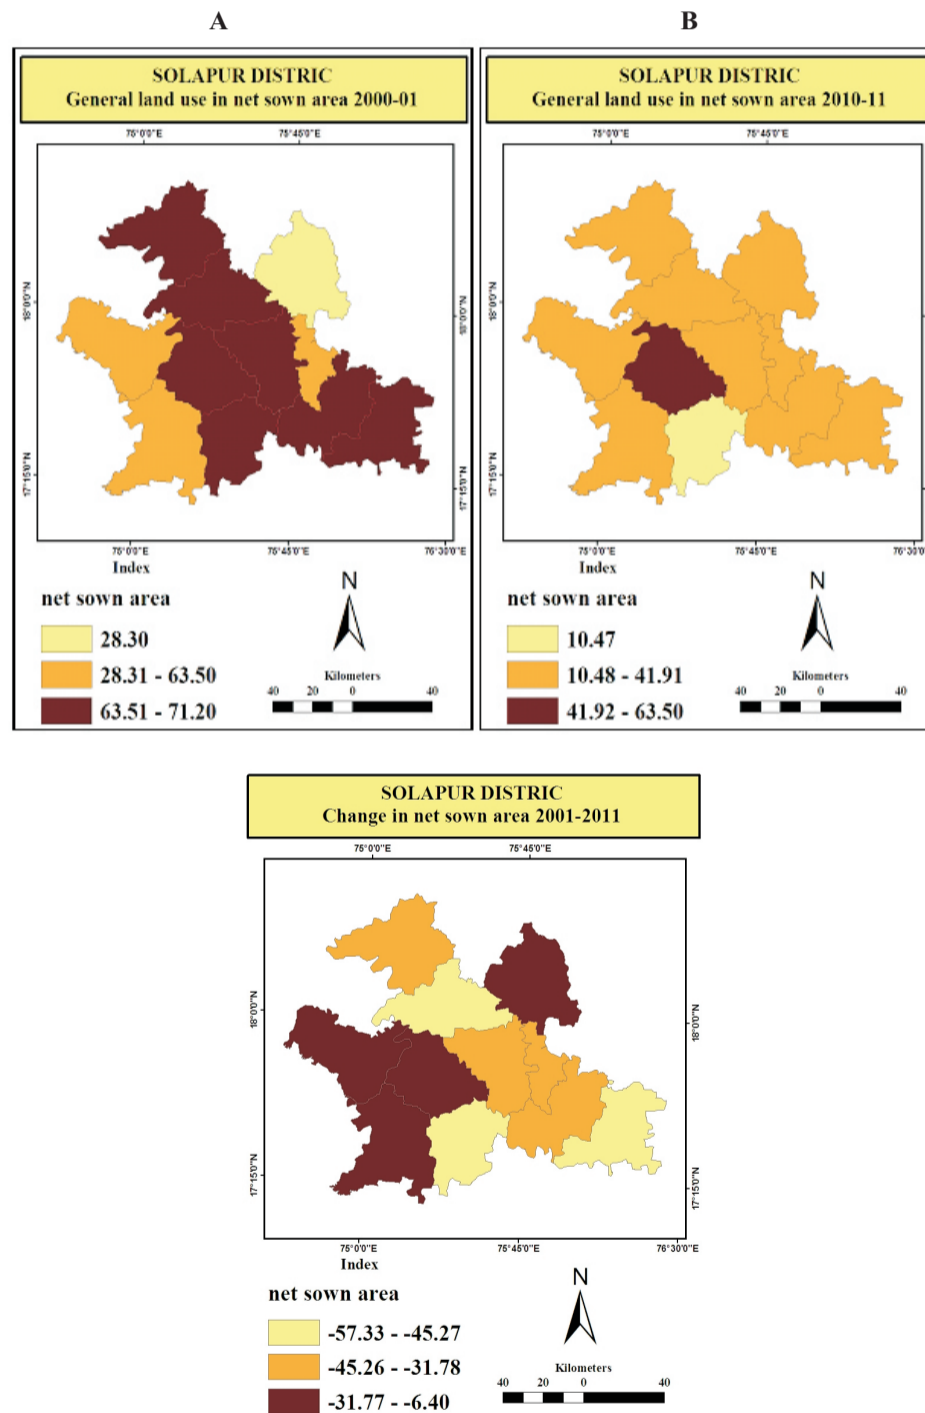 A
B
SOLAPUR DISTRIC
General land use in net sown area 2000-01
75°0'0"E
75°45'0"E
18°0'0"N
18°0'0"N
17°15'0"N
17°15'0"N
75°0'0"E
75°45'0"E
76°30'0"E
Index
net sown area
28.30
28.31 - 63.50
63.51 - 71.20
N
Kilometers
40 20 0 40
SOLAPUR DISTRIC
General land use in net sown area 2010-11
75°0'0"E
75°45'0"E
18°0'0"N
17°15'0"N
75°0'0"E
75°45'0"E
76°30'0"E
Index
net sown area
10.47
10.48 - 41.91
41.92 - 63.50
N
Kilometers
40 20 0 40
SOLAPUR DISTRIC
Change in net sown area 2001-2011
75°0'0"E
75°45'0"E
18°0'0"N
18°0'0"N
17°15'0"N
17°15'0"N
75°0'0"E
75°45'0"E
76°30'0"E
Index
net sown area
-57.33 - -45.27
-45.26 - -31.78
-31.77 - -6.40
N
Kilometers
40 20 0 40